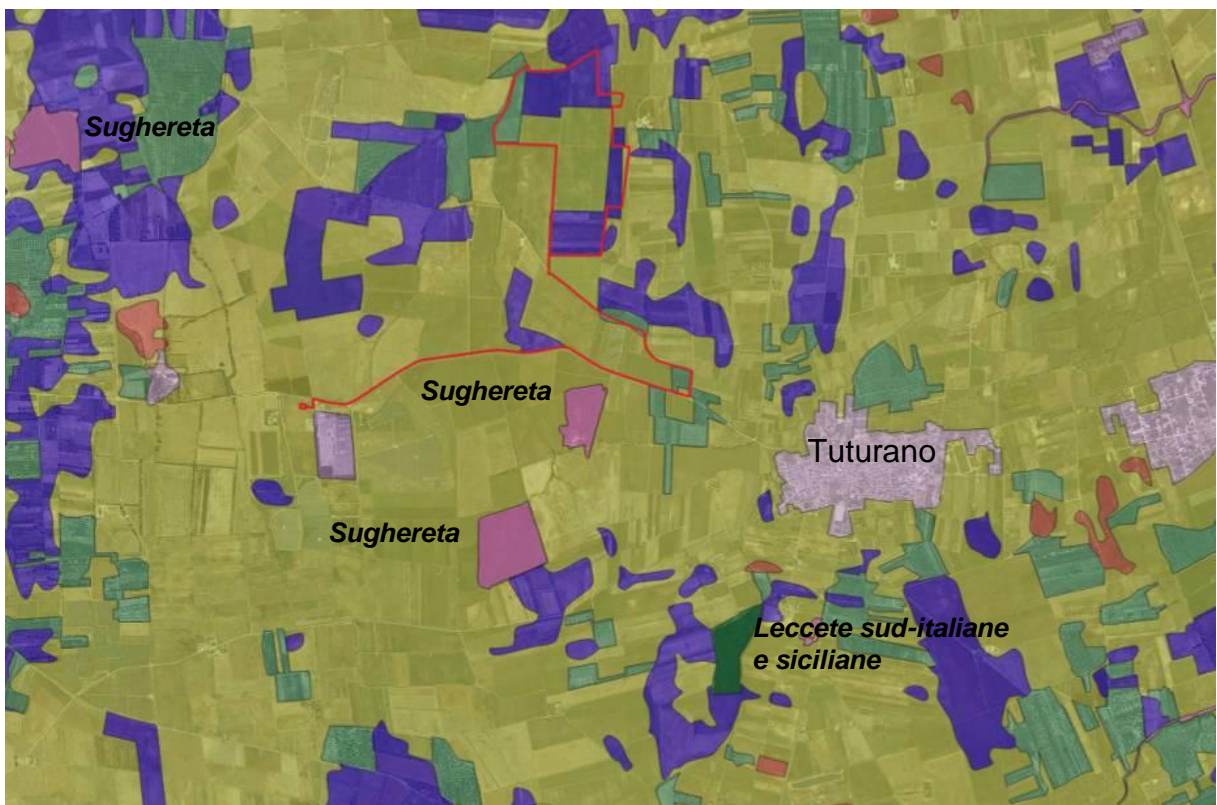 Sughereta
Sughereta
Tuturano
Sughereta
Leccete sud-italiane
e siciliane